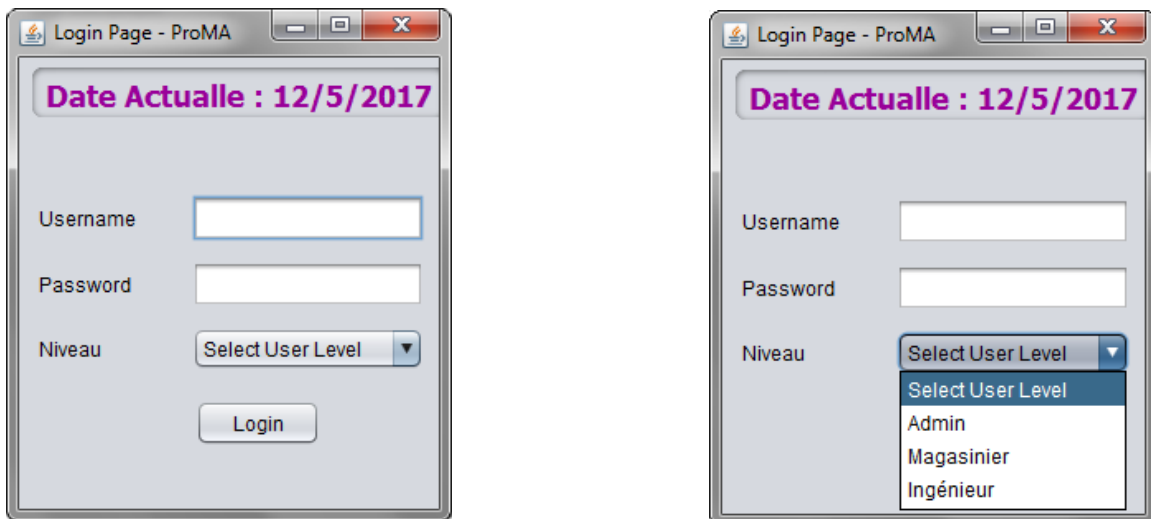 Login Page - ProMA
Date Actualle : 12/5/2017
Username
Password
Niveau
Select User Level
Login
Login Page - ProMA
Date Actualle : 12/5/2017
Username
Password
Niveau
Select User Level
Select User Level
Admin
Magasinier
Ingénieur